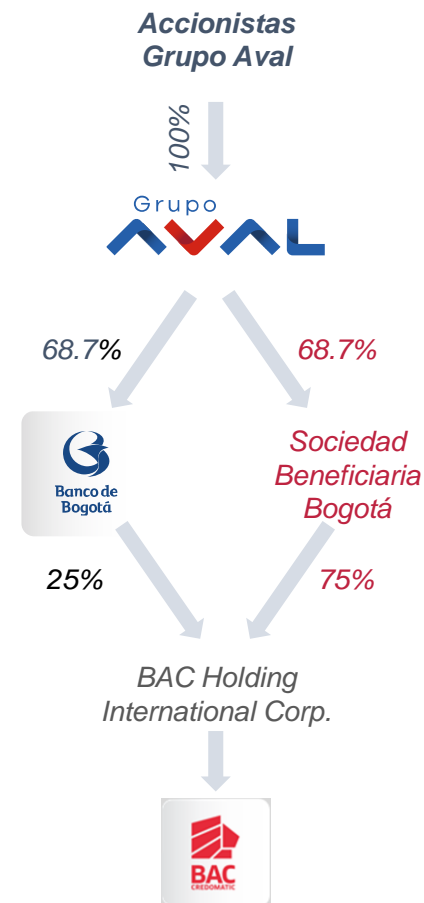 Accionistas
Grupo Aval
100%
Grupo
AVAL
68.7%
68.7%
Banco de
Bogotá
Sociedad
Beneficiaria
Bogotá
25%
75%
BAC Holding
International Corp.
BAC
CREDOMATIC